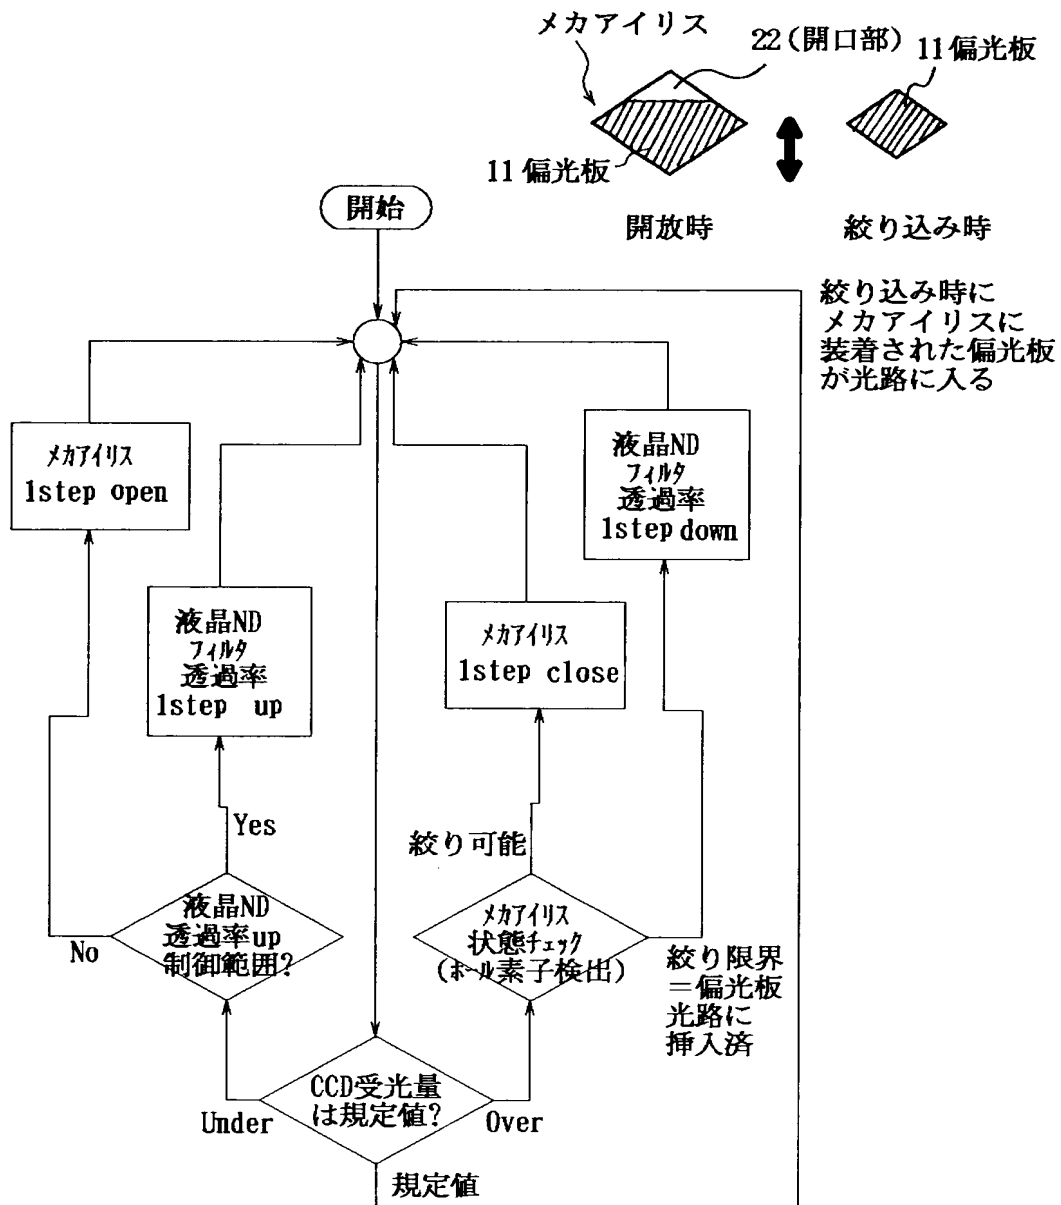 メカアイリス
22(開口部)
11偏光板
11偏光板
開放時
絞り込み時
絞り込み時に
メカアイリスに
装着された偏光板
が光路に入る
開始
メカアイリス
1step open
液晶ND
フィルタ
透過率
1step up
メカアイリス
1step close
液晶ND
フィルタ
透過率
1step down
Yes
No
液晶ND
透過率up
制御範囲?
絞り可能
メカアイリス
状態チェック
(ホール素子検出)
絞り限界
=偏光板
光路に
挿入済
CCD受光量
は規定値?
Under
Over
規定値